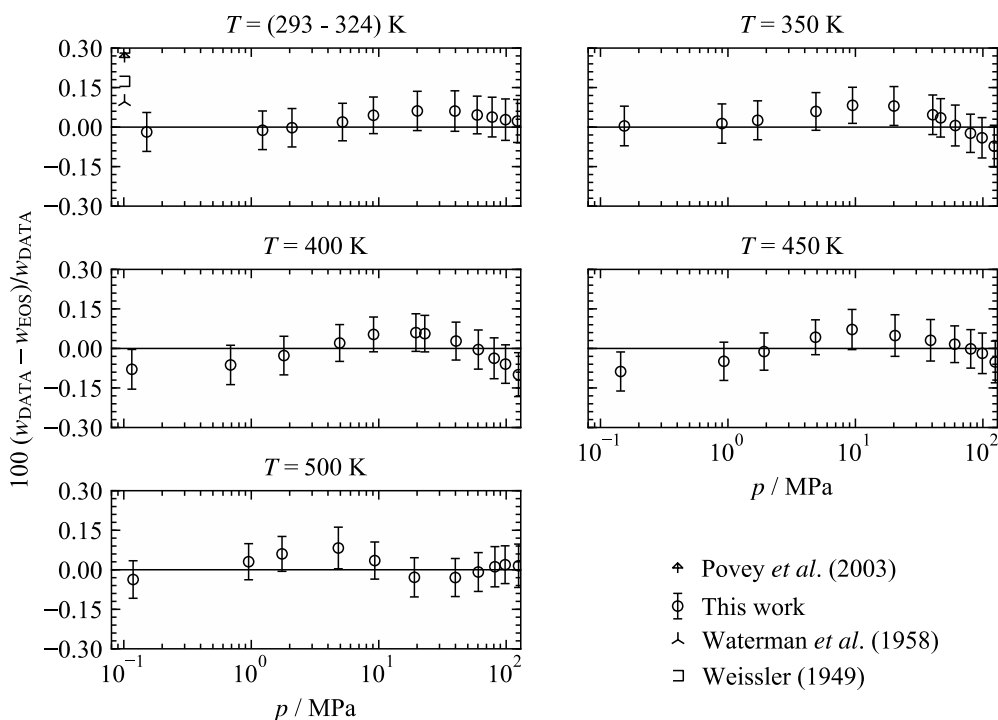 T = (293 - 324) K
T = 350 K
0.30
0.15
0.00
−0.15
−0.30
T = 400 K
T = 450 K
0.30
0.15
0.00
−0.15
−0.30
10⁻¹ 10⁰ 10¹ 10²
p / MPa
T = 500 K
0.30
0.15
0.00
−0.15
−0.30
10⁻¹ 10⁰ 10¹ 10²
p / MPa
100 (w_DATA − w_EOS)/w_DATA
Povey et al. (2003)
This work
Waterman et al. (1958)
Weissler (1949)